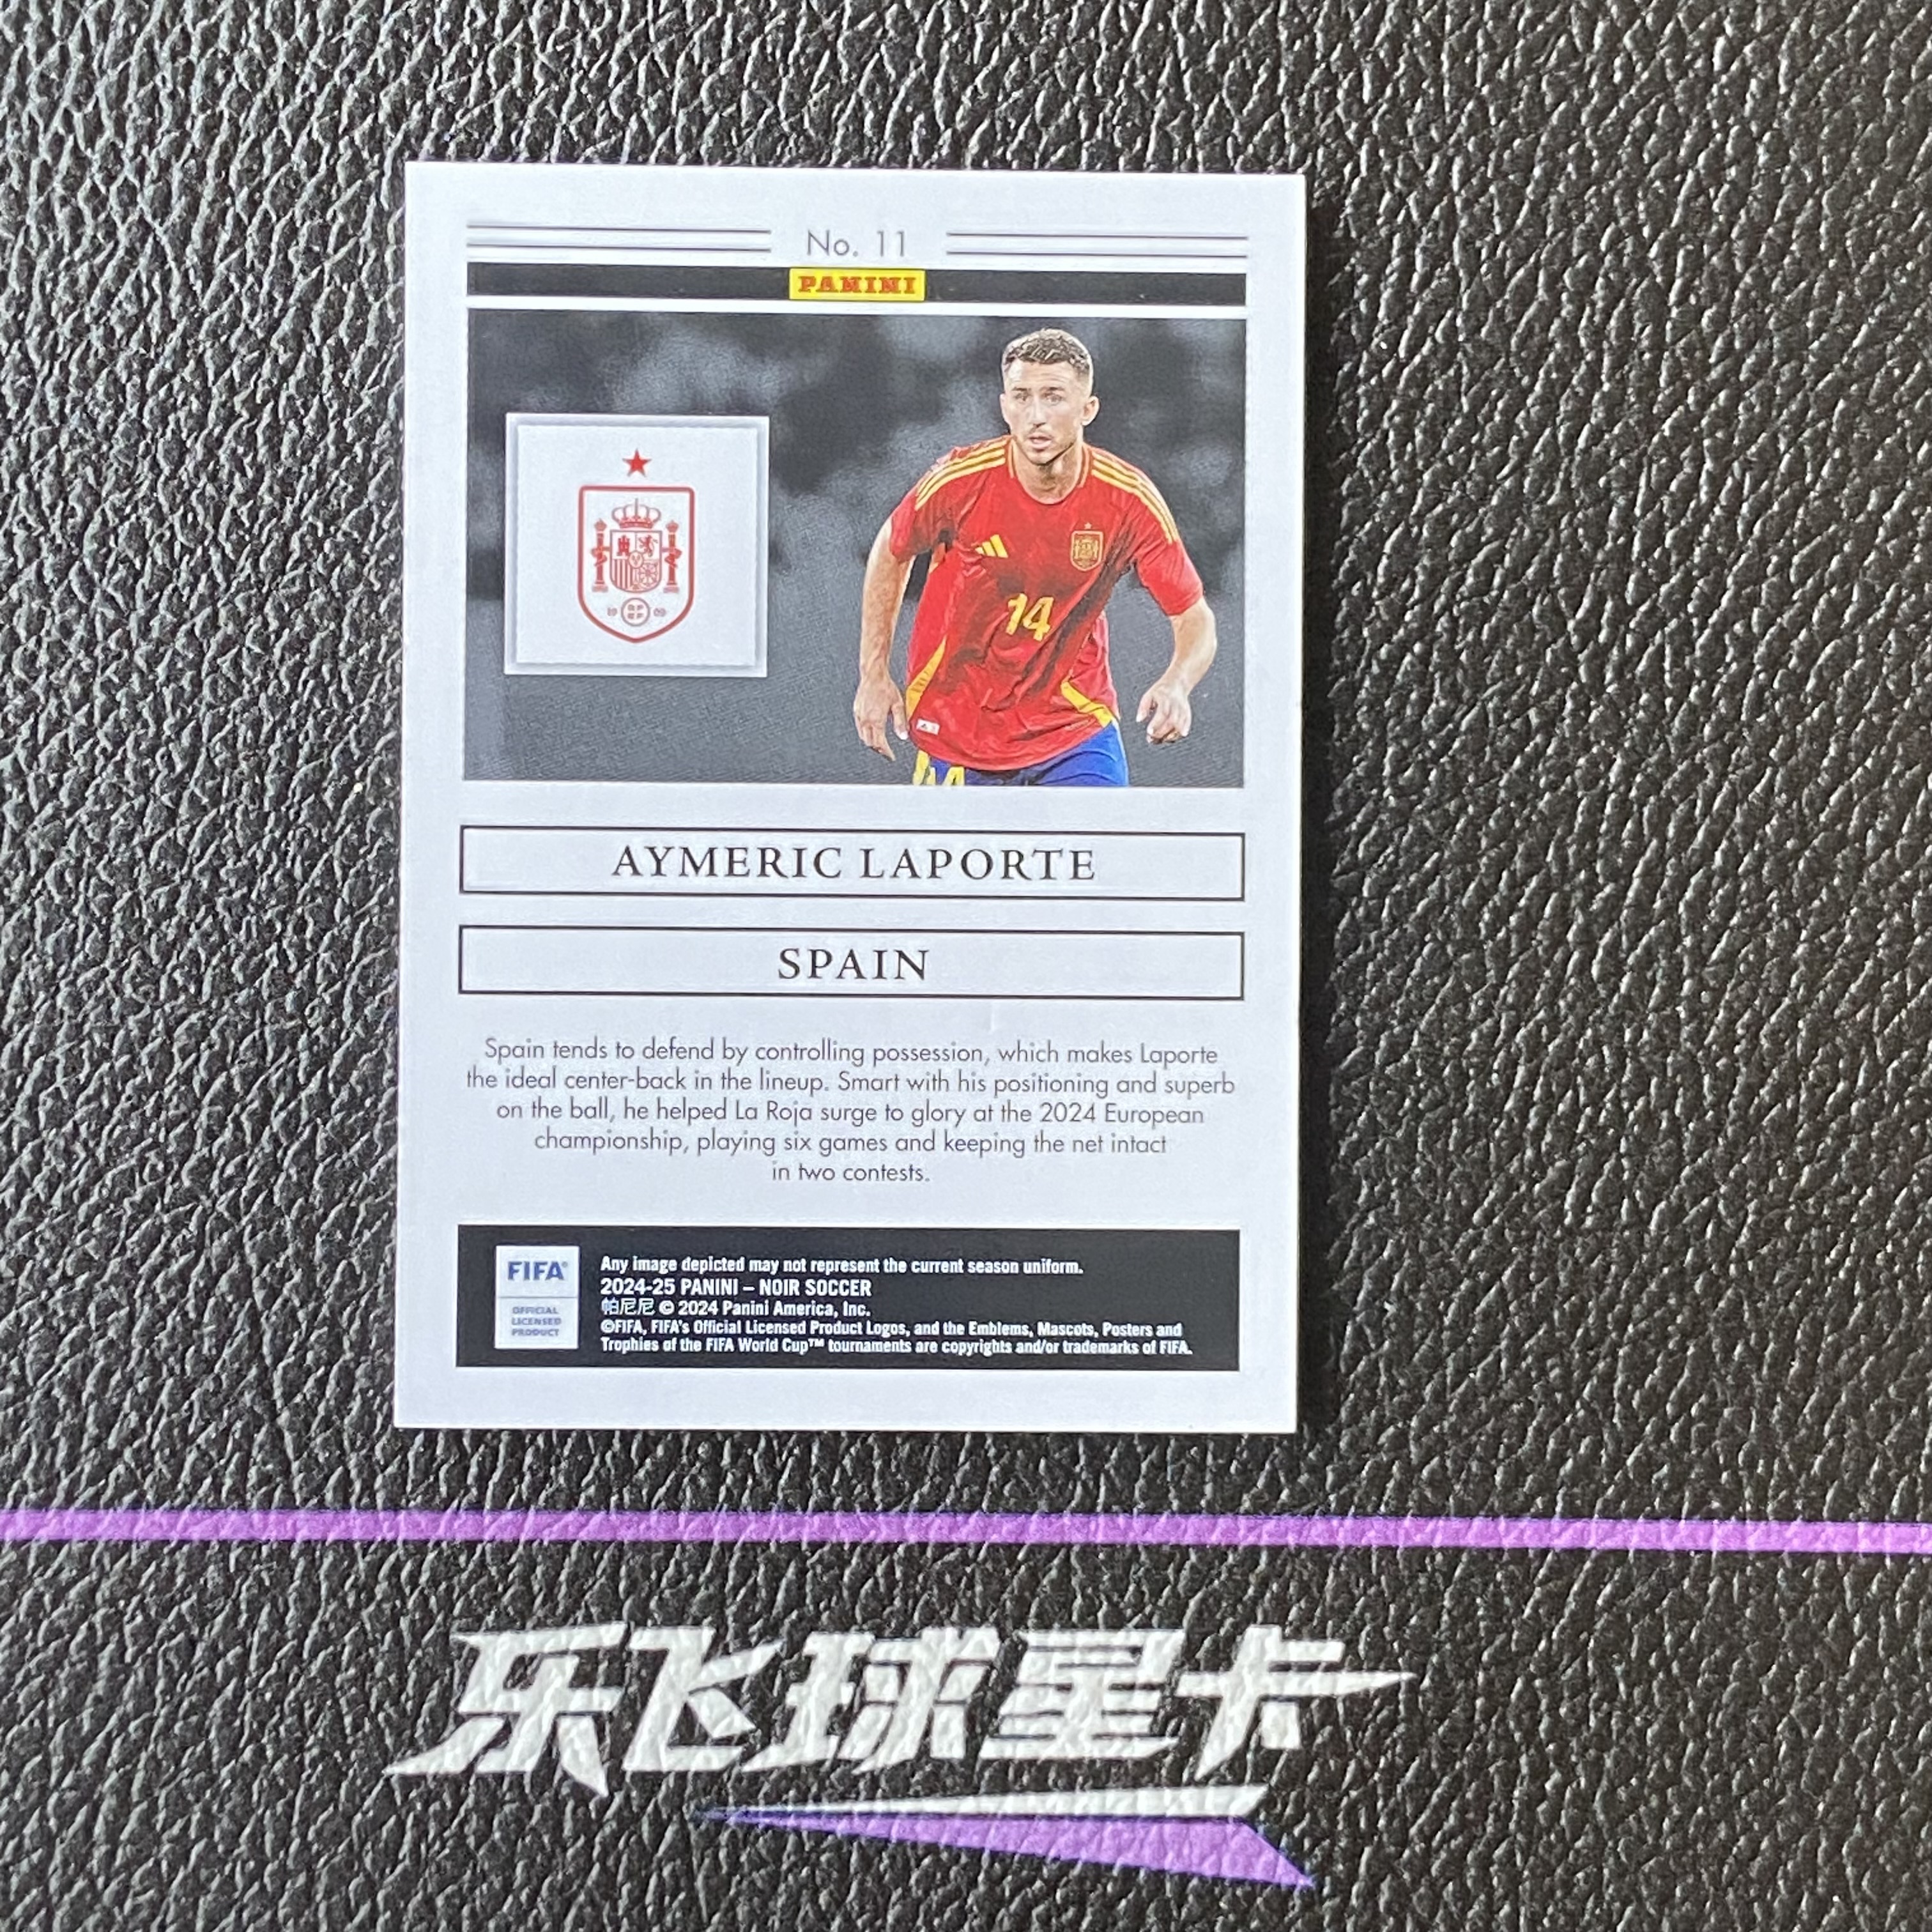 No. 11
PANINI
19 09
14
AYMERIC LAPORTE
SPAIN
Spain tends to defend by controlling possession, which makes Laporte
the ideal center-back in the lineup. Smart with his positioning and superb
on the ball, he helped La Roja surge to glory at the 2024 European
championship, playing six games and keeping the net intact
in two contests.
FIFA®
OFFICIAL
LICENSED
PRODUCT
Any image depicted may not represent the current season uniform.
2024-25 PANINI – NOIR SOCCER
帕尼尼 © 2024 Panini America, Inc.
©FIFA, FIFA's Official Licensed Product Logos, and the Emblems, Mascots, Posters and
Trophies of the FIFA World Cup™ tournaments are copyrights and/or trademarks of FIFA.
乐飞球星卡